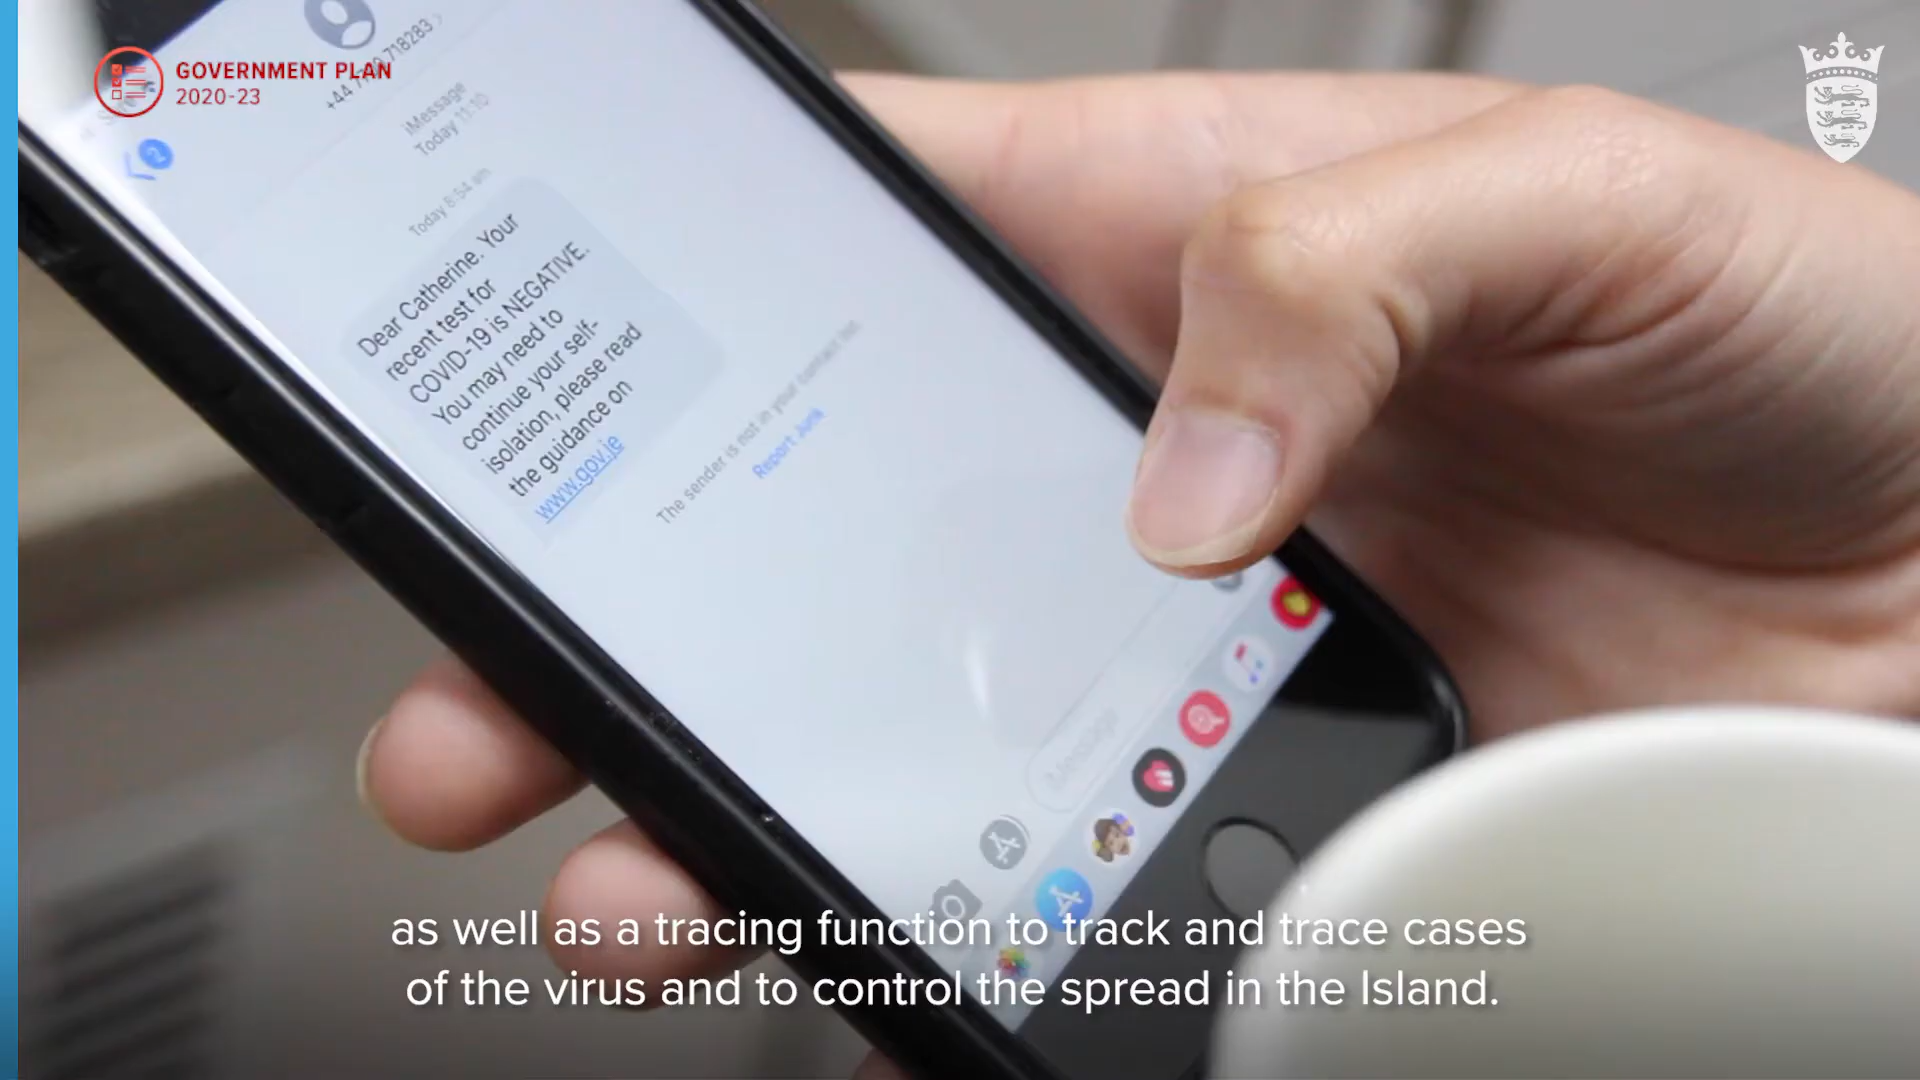 GOVERNMENT PLAN
2020-23
iMessage
Today 11:10
Today 8:54 am
Dear Catherine. Your
recent test for
COVID-19 is NEGATIVE.
You may need to
continue your self-
isolation, please read
the guidance on
www.gov.je
The sender is not in your contact list.
Report Junk
iMessage
as well as a tracing function to track and trace cases
of the virus and to control the spread in the Island.